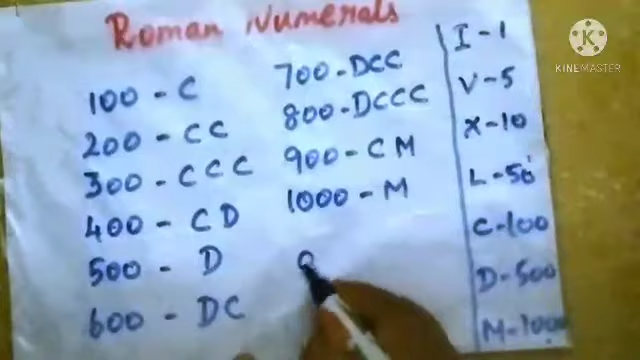 Roman Numerals
100 - C
200 - CC
300 - CCC
400 - CD
500 - D
600 - DC
700 - DCC
800 - DCCC
900 - CM
1000 - M
I - 1
V - 5
X - 10
L - 50
C - 100
D - 500
M - 1000
KINEMASTER